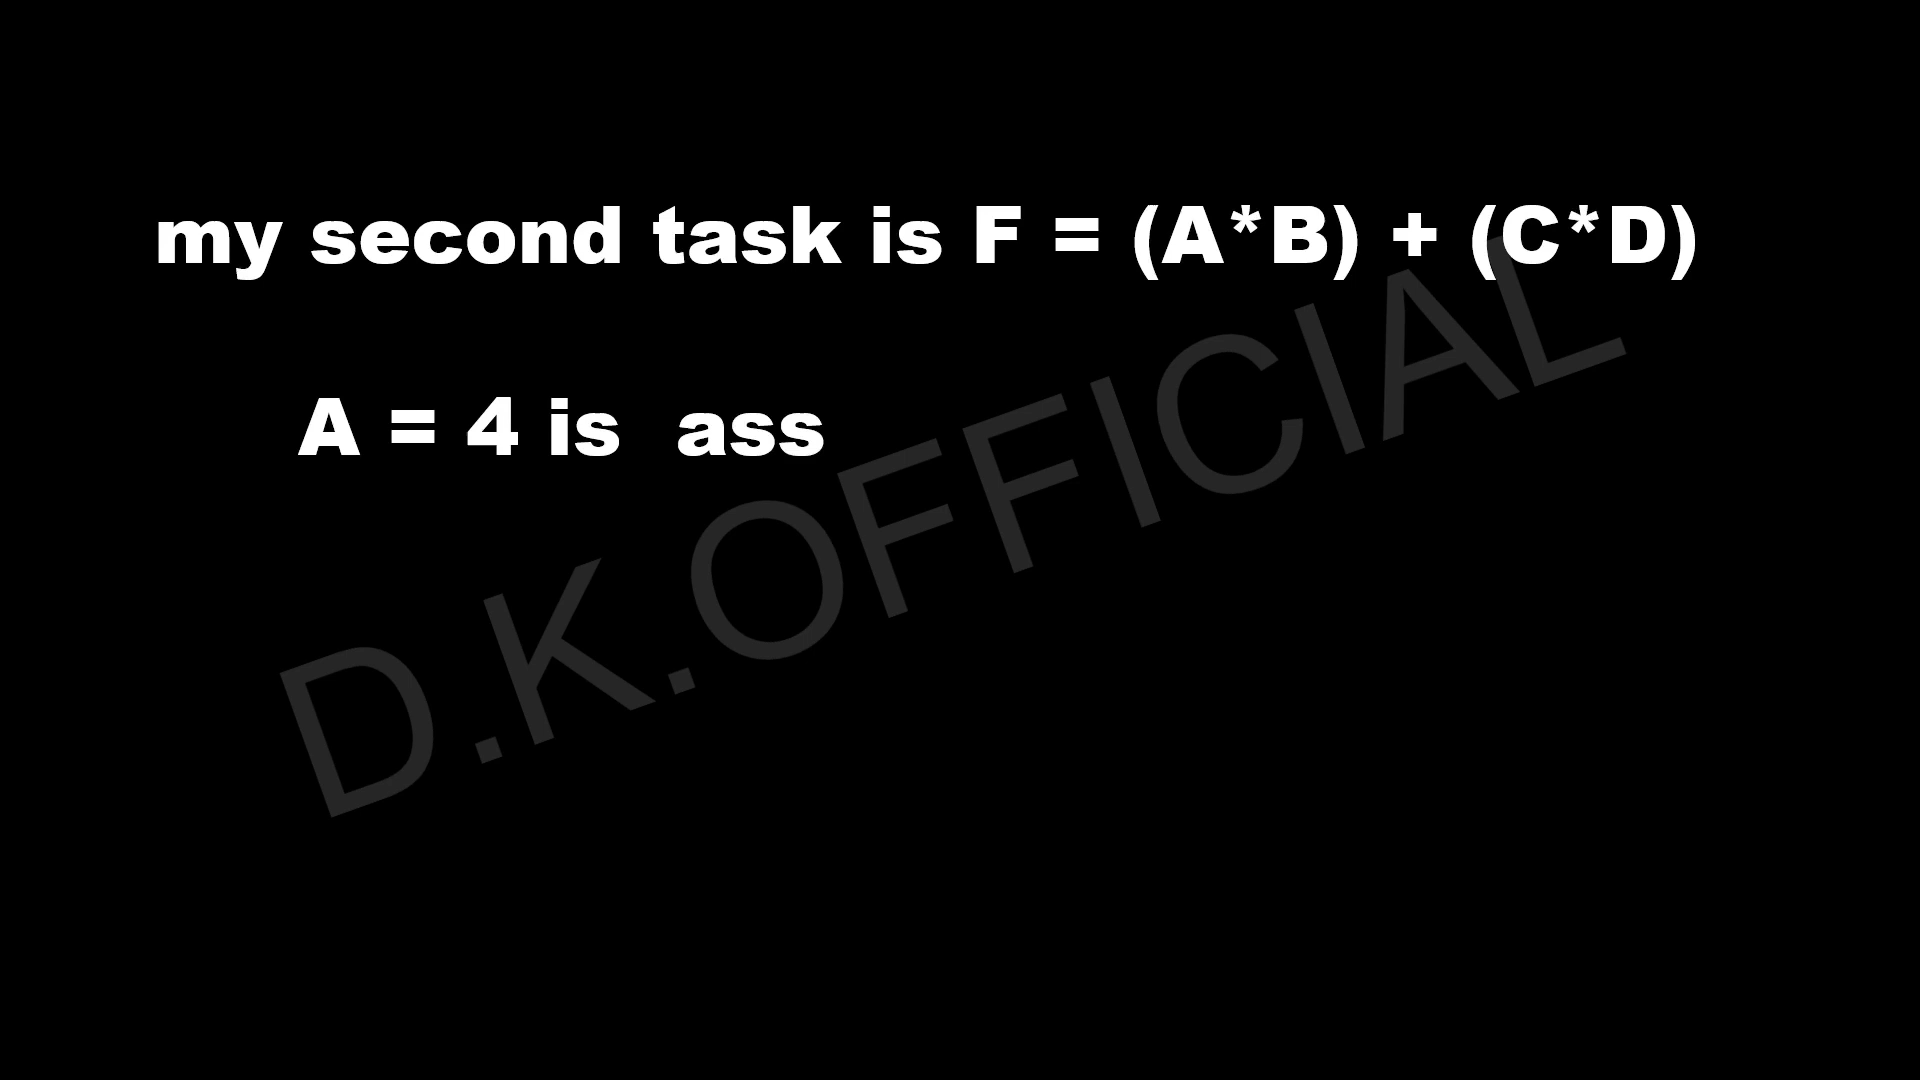 my second task is F = (A*B) + (C*D)
A = 4 is  ass
D.K.OFFICIAL